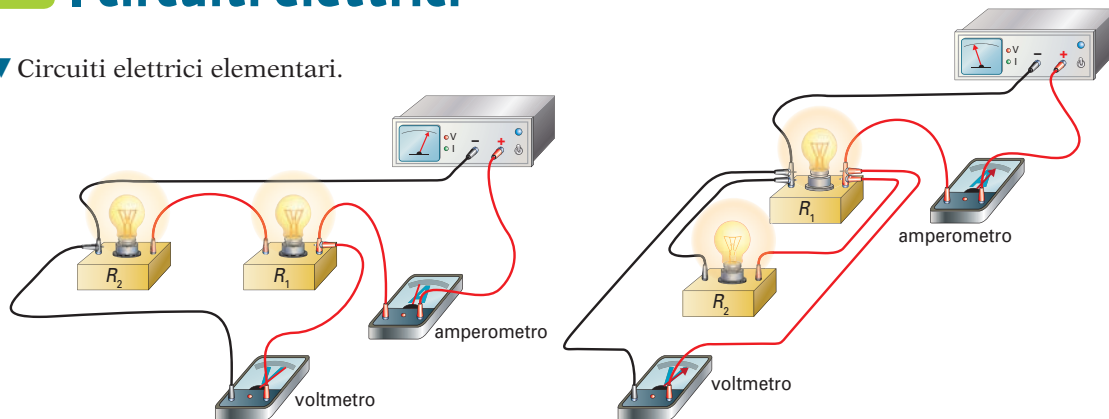 I circuiti elettrici
▼ Circuiti elettrici elementari.
V
I
– +
R2
R1
amperometro
voltmetro
V
I
– +
R1
amperometro
R2
voltmetro